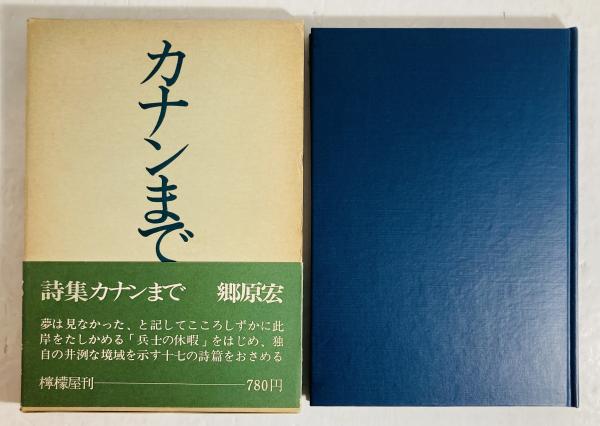 カナンまで
詩集カナンまで 郷原宏
夢は見なかった、と記してこころしずかに此
岸をたしかめる「兵士の休暇」をはじめ、独
自の井洌な境域を示す十七の詩篇をおさめる
檸檬屋刊――780円